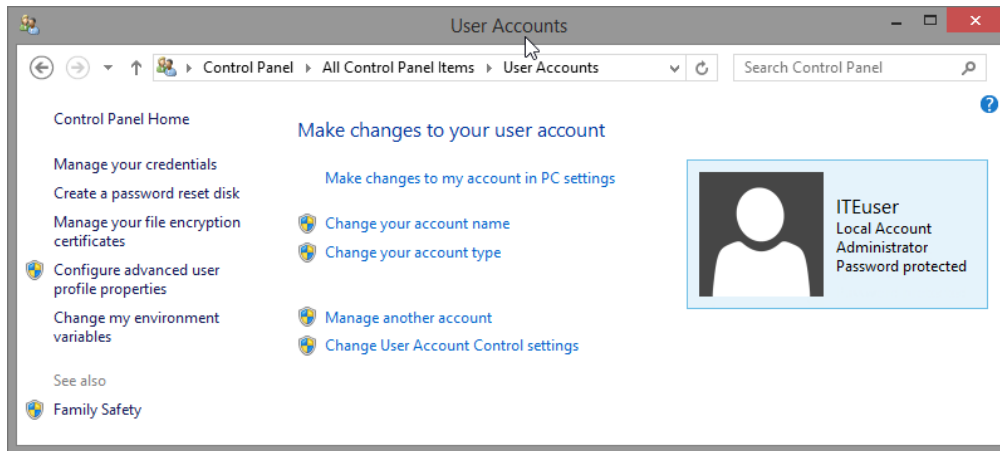 User Accounts
Control Panel All Control Panel Items User Accounts
Search Control Panel
Control Panel Home
Manage your credentials
Create a password reset disk
Manage your file encryption
certificates
Configure advanced user
profile properties
Change my environment
variables
See also
Family Safety
Make changes to your user account
Make changes to my account in PC settings
Change your account name
Change your account type
Manage another account
Change User Account Control settings
ITEuser
Local Account
Administrator
Password protected